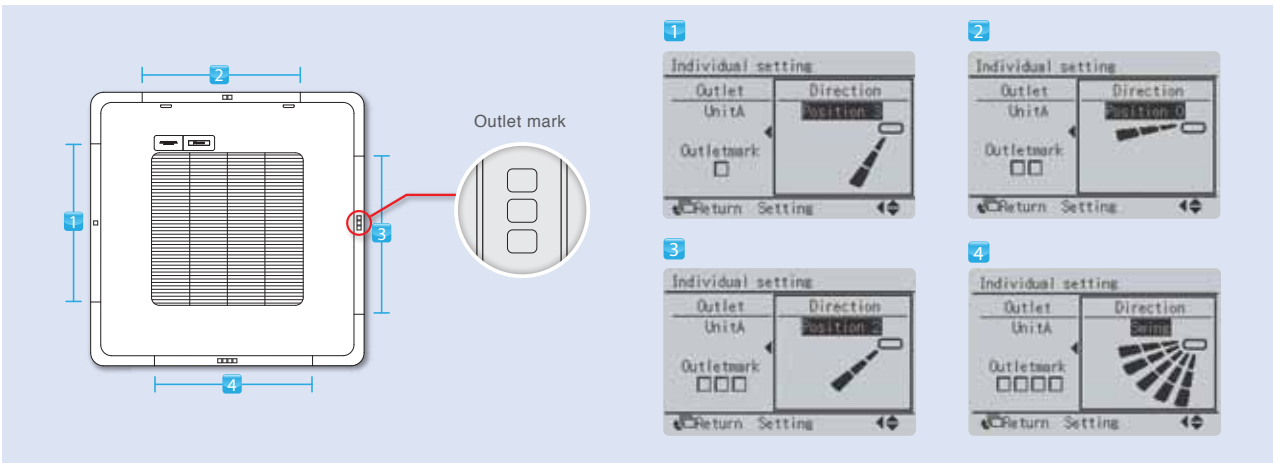 2
1
3
4
Outlet mark
1
Individual setting
Outlet Direction
UnitA Position 3
Outletmark
Return Setting
2
Individual setting
Outlet Direction
UnitA Position 0
Outletmark
Return Setting
3
Individual setting
Outlet Direction
UnitA Position 2
Outletmark
Return Setting
4
Individual setting
Outlet Direction
UnitA Swing
Outletmark
Return Setting